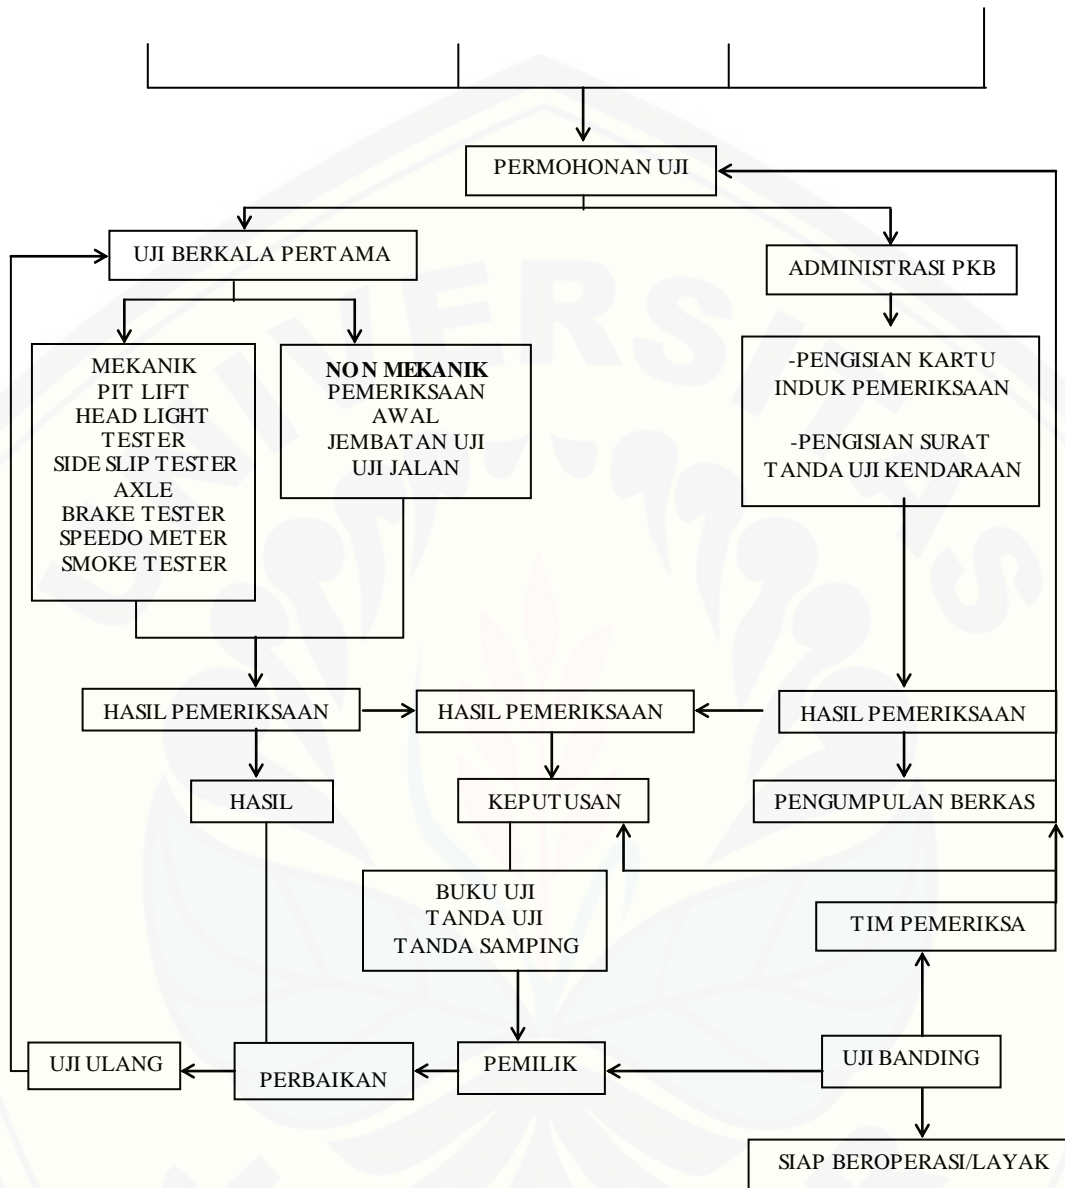 PERMOHONAN UJI
UJI BERKALA PERTAMA
ADMINISTRASI PKB
MEKANIK
PIT LIFT
HEAD LIGHT
TESTER
SIDE SLIP TESTER
AXLE
BRAKE TESTER
SPEEDO METER
SMOKE TESTER
NON MEKANIK
PEMERIKSAAN
AWAL
JEMBATAN UJI
UJI JALAN
-PENGISIAN KARTU
INDUK PEMERIKSAAN
-PENGISIAN SURAT
TANDA UJI KENDARAAN
HASIL PEMERIKSAAN
HASIL PEMERIKSAAN
HASIL PEMERIKSAAN
HASIL
KEPUTUSAN
PENGUMPULAN BERKAS
BUKU UJI
TANDA UJI
TANDA SAMPING
TIM PEMERIKSA
UJI ULANG
PERBAIKAN
PEMILIK
UJI BANDING
SIAP BEROPERASI/LAYAK
UNIVERSITAS